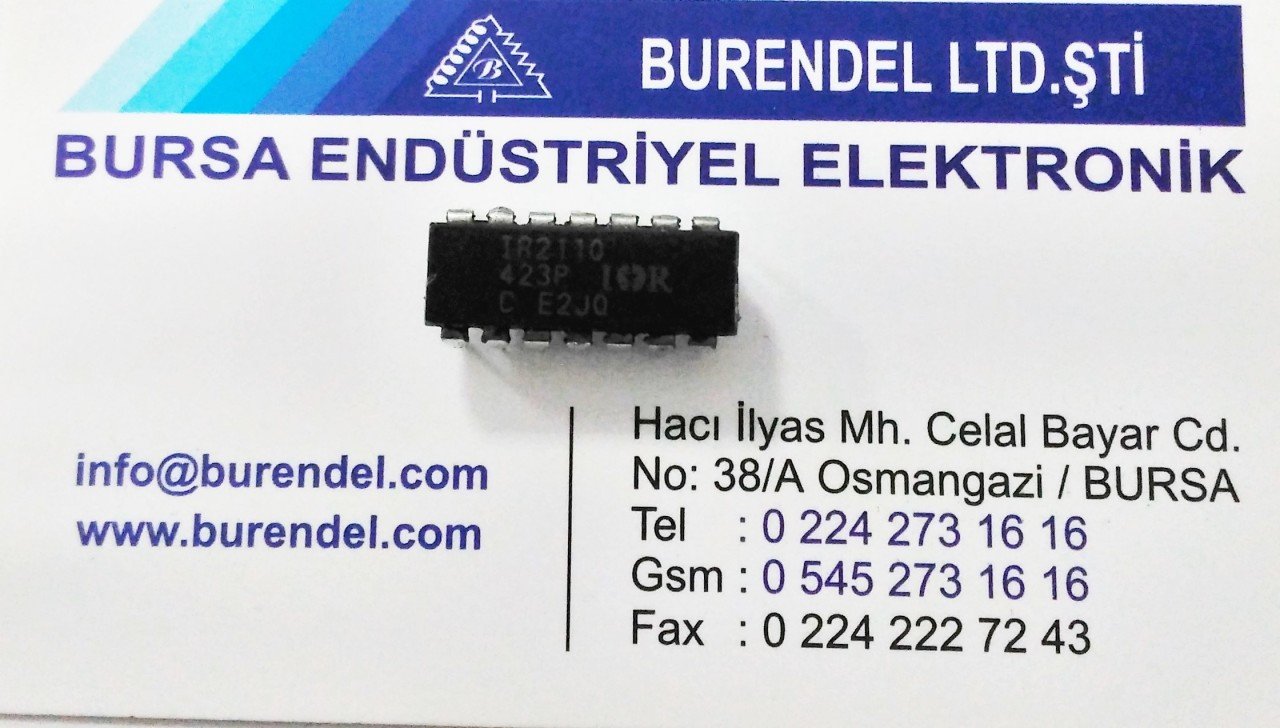 B
BURENDEL LTD.ŞTİ
BURSA ENDÜSTRİYEL ELEKTRONİK
IR2110
423P IOR
C E2JQ
info@burendel.com
www.burendel.com
Hacı İlyas Mh. Celal Bayar Cd.
No: 38/A Osmangazi / BURSA
Tel : 0 224 273 16 16
Gsm : 0 545 273 16 16
Fax : 0 224 222 72 43